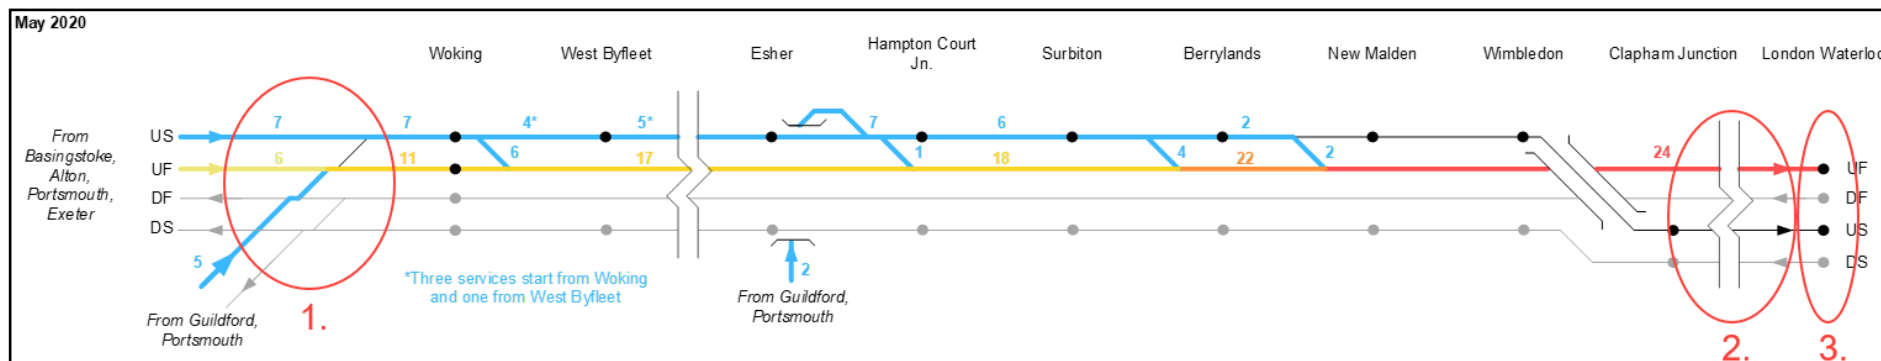 May 2020
Woking
West Byfleet
Esher
Hampton Court
Jn.
Surbiton
Berrylands
New Malden
Wimbledon
Clapham Junction
London Waterloo
From
Basingstoke,
Alton,
Portsmouth,
Exeter
US
UF
DF
DS
7
7
4*
5*
7
6
2
6
11
6
17
1
18
4
22
2
24
UF
DF
US
DS
5
*Three services start from Woking
and one from West Byfleet
2
From Guildford,
Portsmouth
From Guildford,
Portsmouth
1.
2.
3.